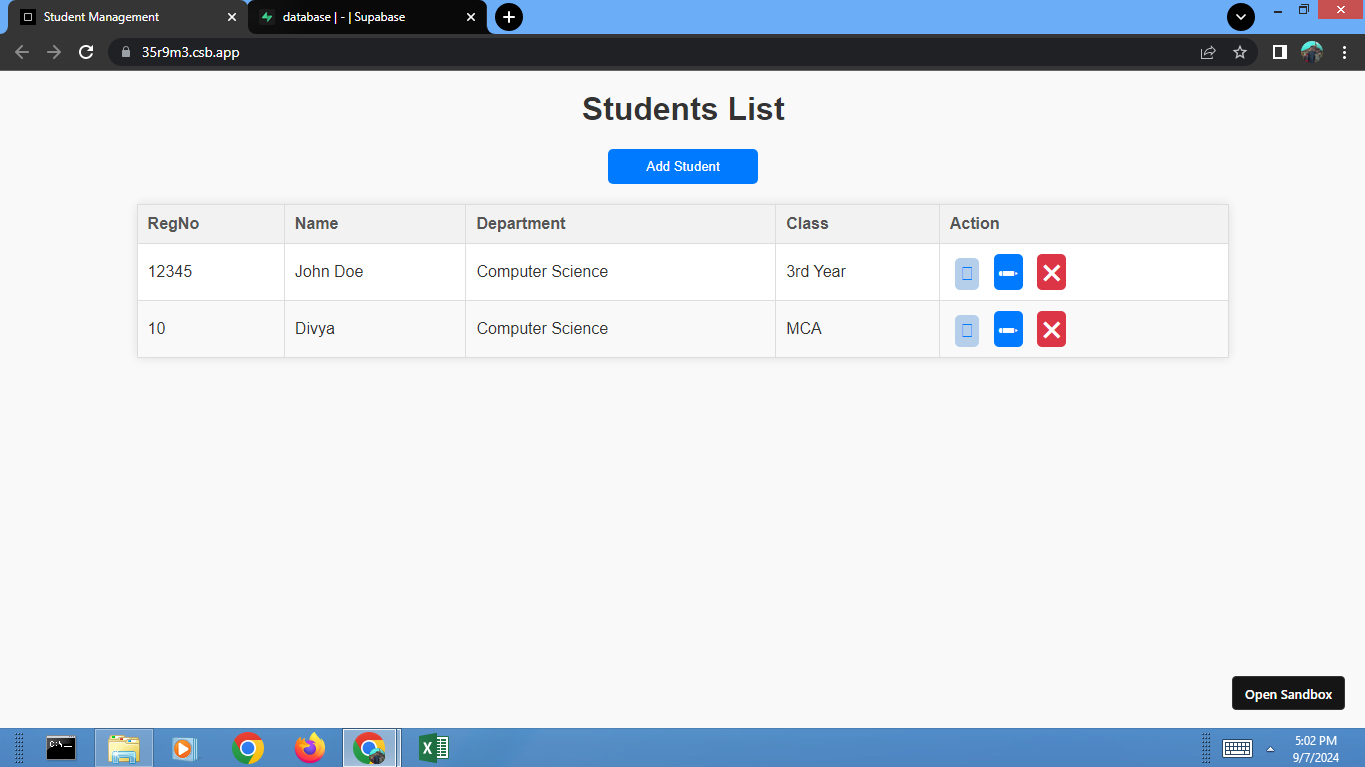 Student Management
database | - | Supabase
35r9m3.csb.app
Students List
Add Student
RegNo Name Department Class Action
12345 John Doe Computer Science 3rd Year
10 Divya Computer Science MCA
Open Sandbox
C:\_
5:02 PM
9/7/2024